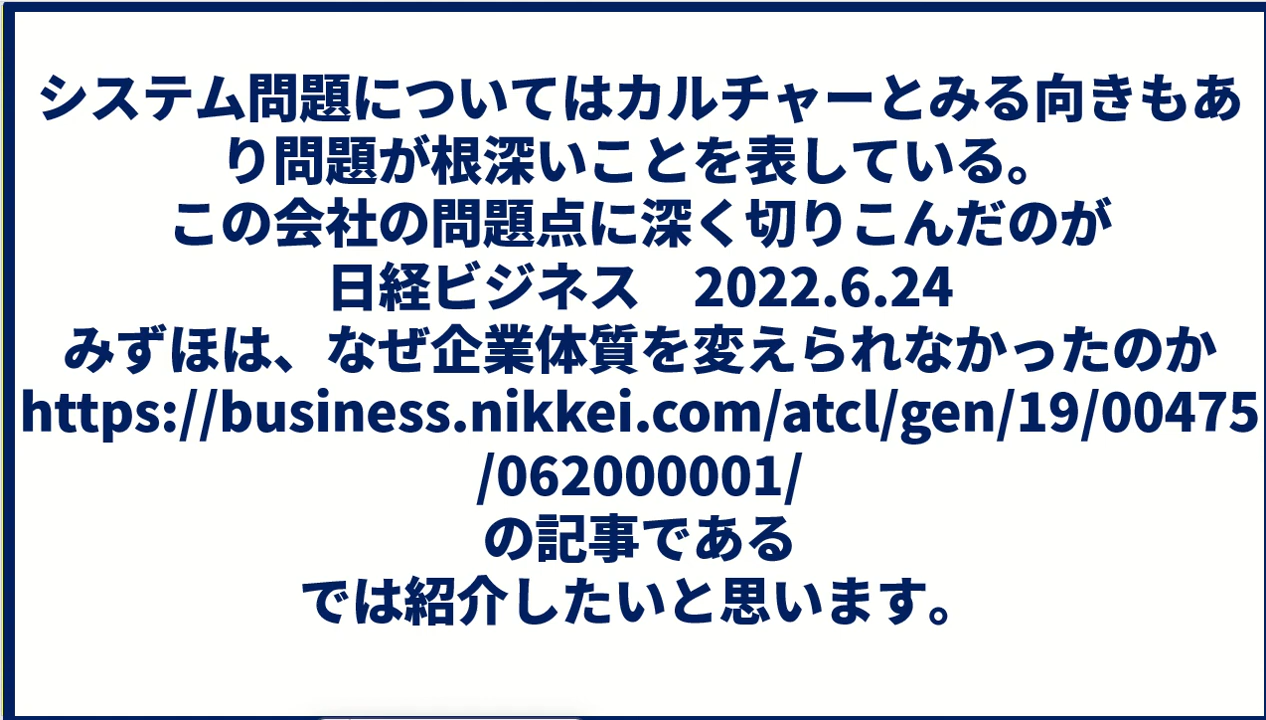 システム問題についてはカルチャーとみる向きもあ
り問題が根深いことを表している。
この会社の問題点に深く切りこんだのが
日経ビジネス　2022.6.24
みずほは、なぜ企業体質を変えられなかったのか
https://business.nikkei.com/atcl/gen/19/00475
/062000001/
の記事である
では紹介したいと思います。